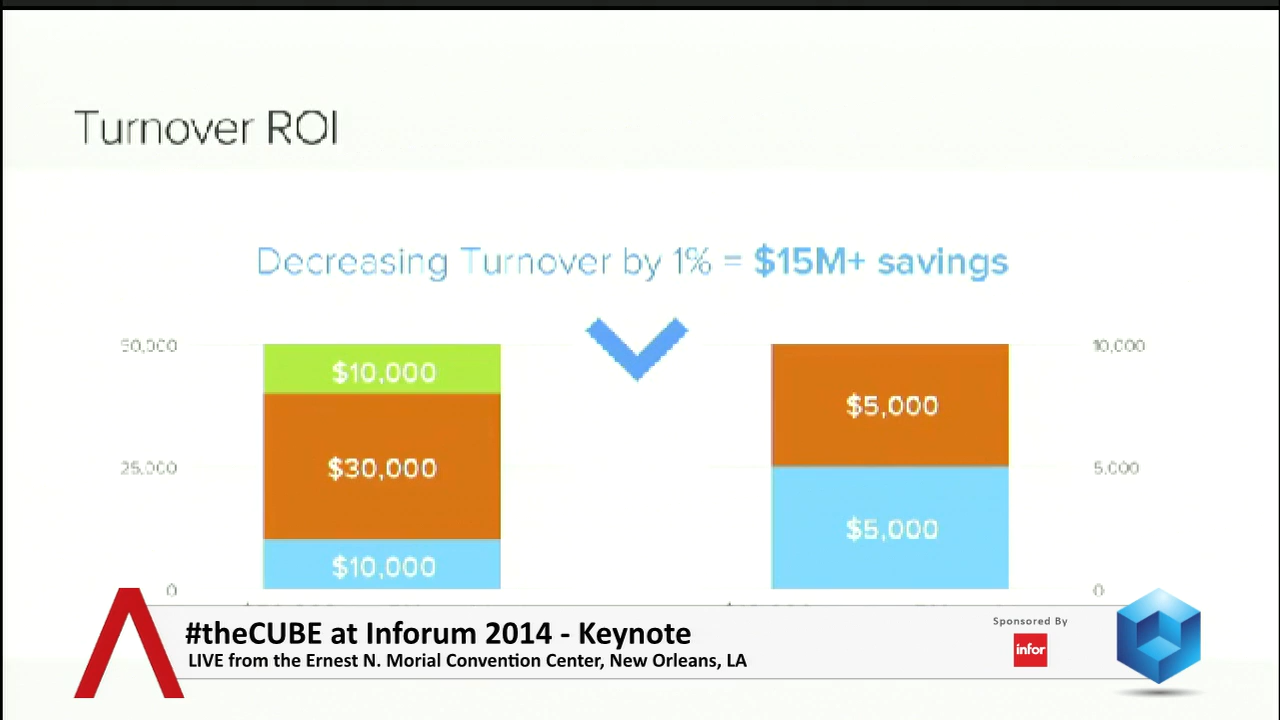 Turnover ROI
Decreasing Turnover by 1% = $15M+ savings
50,000
$10,000
$5,000
10,000
25,000
$30,000
5,000
$10,000
$5,000
0
0
#theCUBE at Inforum 2014 - Keynote
LIVE from the Ernest N. Morial Convention Center, New Orleans, LA
Sponsored By
infor